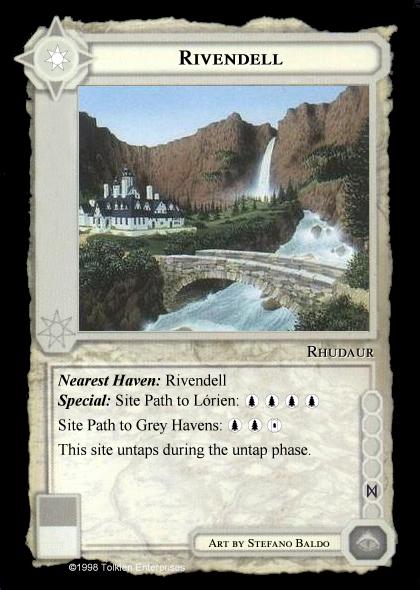 Rivendell
Rhudaur
Nearest Haven: Rivendell
Special: Site Path to Lórien:
Site Path to Grey Havens:
This site untaps during the untap phase.
Art by Stefano Baldo
©1998 Tolkien Enterprises